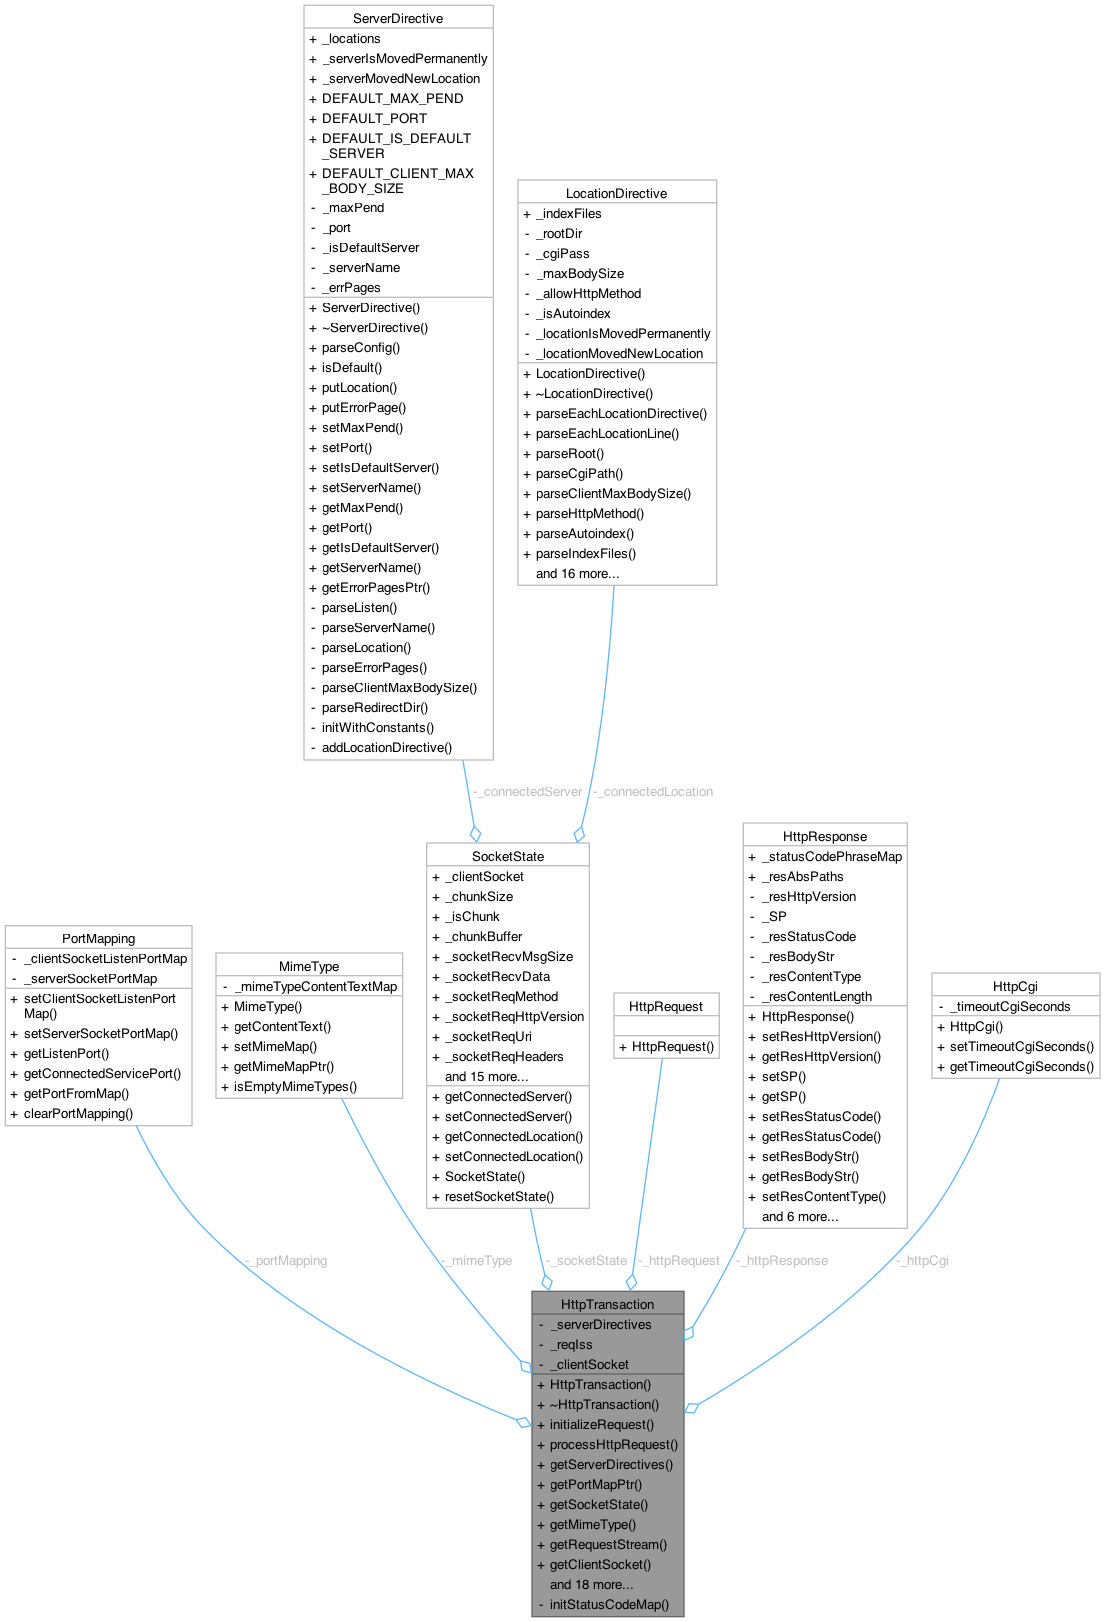 ServerDirective
+ _locations
+ _serverIsMovedPermanently
+ _serverMovedNewLocation
+ DEFAULT_MAX_PEND
+ DEFAULT_PORT
+ DEFAULT_IS_DEFAULT
_SERVER
+ DEFAULT_CLIENT_MAX
_BODY_SIZE
- _maxPend
- _port
- _isDefaultServer
- _serverName
- _errPages
+ ServerDirective()
+ ~ServerDirective()
+ parseConfig()
+ isDefault()
+ putLocation()
+ putErrorPage()
+ setMaxPend()
+ setPort()
+ setIsDefaultServer()
+ setServerName()
+ getMaxPend()
+ getPort()
+ getIsDefaultServer()
+ getServerName()
+ getErrorPagesPtr()
- parseListen()
- parseServerName()
- parseLocation()
- parseErrorPages()
- parseClientMaxBodySize()
- parseRedirectDir()
- initWithConstants()
- addLocationDirective()
LocationDirective
+ _indexFiles
- _rootDir
- _cgiPass
- _maxBodySize
- _allowHttpMethod
- _isAutoindex
- _locationIsMovedPermanently
- _locationMovedNewLocation
+ LocationDirective()
+ ~LocationDirective()
+ parseEachLocationDirective()
+ parseEachLocationLine()
+ parseRoot()
+ parseCgiPath()
+ parseClientMaxBodySize()
+ parseHttpMethod()
+ parseAutoindex()
+ parseIndexFiles()
and 16 more...
-_connectedServer
-_connectedLocation
PortMapping
- _clientSocketListenPortMap
- _serverSocketPortMap
+ setClientSocketListenPort
Map()
+ setServerSocketPortMap()
+ getListenPort()
+ getConnectedServicePort()
+ getPortFromMap()
+ clearPortMapping()
MimeType
- _mimeTypeContentTextMap
+ MimeType()
+ getContentText()
+ setMimeMap()
+ getMimeMapPtr()
+ isEmptyMimeTypes()
SocketState
+ _clientSocket
+ _chunkSize
+ _isChunk
+ _chunkBuffer
+ _socketRecvMsgSize
+ _socketRecvData
+ _socketReqMethod
+ _socketReqHttpVersion
+ _socketReqUri
+ _socketReqHeaders
and 15 more...
+ getConnectedServer()
+ setConnectedServer()
+ getConnectedLocation()
+ setConnectedLocation()
+ SocketState()
+ resetSocketState()
HttpRequest
+ HttpRequest()
HttpResponse
+ _statusCodePhraseMap
+ _resAbsPaths
- _resHttpVersion
- _SP
- _resStatusCode
- _resBodyStr
- _resContentType
- _resContentLength
+ HttpResponse()
+ setResHttpVersion()
+ getResHttpVersion()
+ setSP()
+ getSP()
+ setResStatusCode()
+ getResStatusCode()
+ setResBodyStr()
+ getResBodyStr()
+ setResContentType()
and 6 more...
HttpCgi
- _timeoutCgiSeconds
+ HttpCgi()
+ setTimeoutCgiSeconds()
+ getTimeoutCgiSeconds()
-_portMapping
-_mimeType
-_socketState
-_httpRequest
-_httpResponse
-_httpCgi
HttpTransaction
- _serverDirectives
- _reqIss
- _clientSocket
+ HttpTransaction()
+ ~HttpTransaction()
+ initializeRequest()
+ processHttpRequest()
+ getServerDirectives()
+ getPortMapPtr()
+ getSocketState()
+ getMimeType()
+ getRequestStream()
+ getClientSocket()
and 18 more...
- initStatusCodeMap()